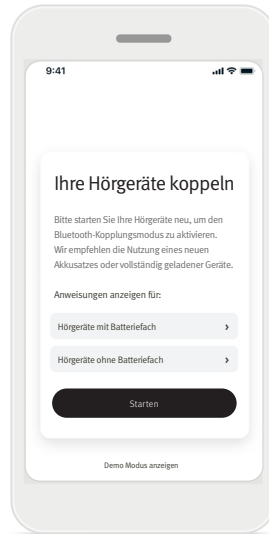 9:41
Ihre Hörgeräte koppeln
Bitte starten Sie Ihre Hörgeräte neu, um den
Bluetooth-Kopplungsmodus zu aktivieren.
Wir empfehlen die Nutzung eines neuen
Akkusatzes oder vollständig geladener Geräte.
Anweisungen anzeigen für:
Hörgeräte mit Batteriefach ›
Hörgeräte ohne Batteriefach ›
Starten
Demo Modus anzeigen